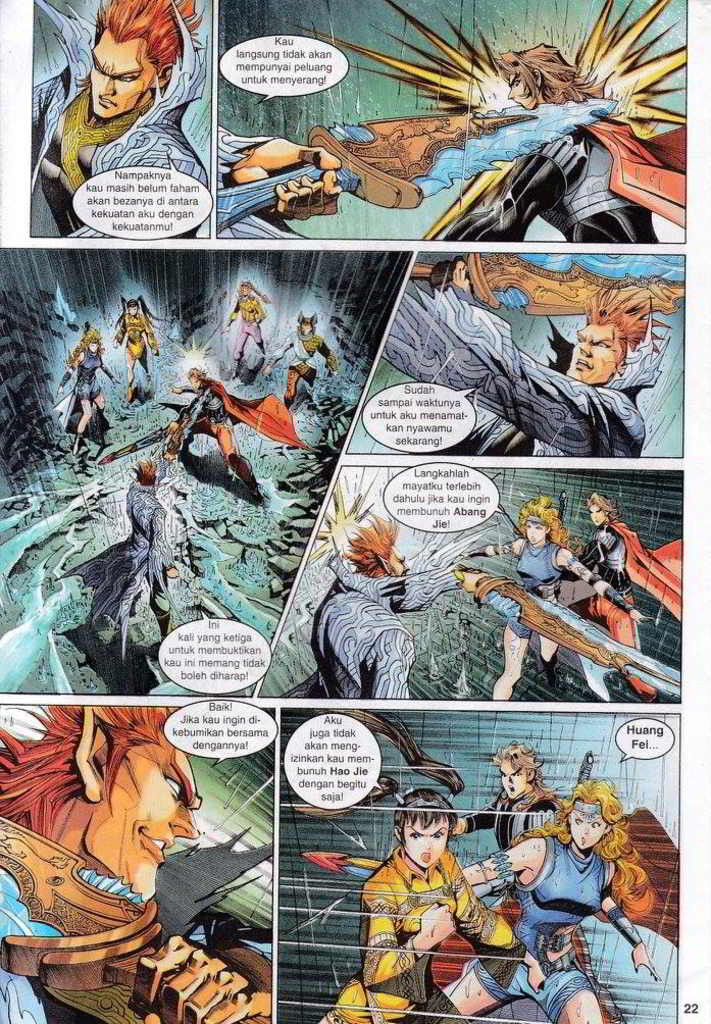 Nampaknya
kau masih belum faham
akan bezanya di antara
kekuatan aku dengan
kekuatanmu!
Kau
langsung tidak akan
mempunyai peluang
untuk menyerang!
Ini
kali yang ketiga
untuk membuktikan
kau ini memang tidak
boleh diharap!
Sudah
sampai waktunya
untuk aku menamat-
kan nyawamu
sekarang!
Langkahlah
mayatku terlebih
dahulu jika kau ingin
membunuh Abang
Jie!
Baik!
Jika kau ingin di-
kebumikan bersama
dengannya!
Aku
juga tidak
akan meng-
izinkan kau mem-
bunuh Hao Jie
dengan begitu
saja!
Huang
Fei...
22